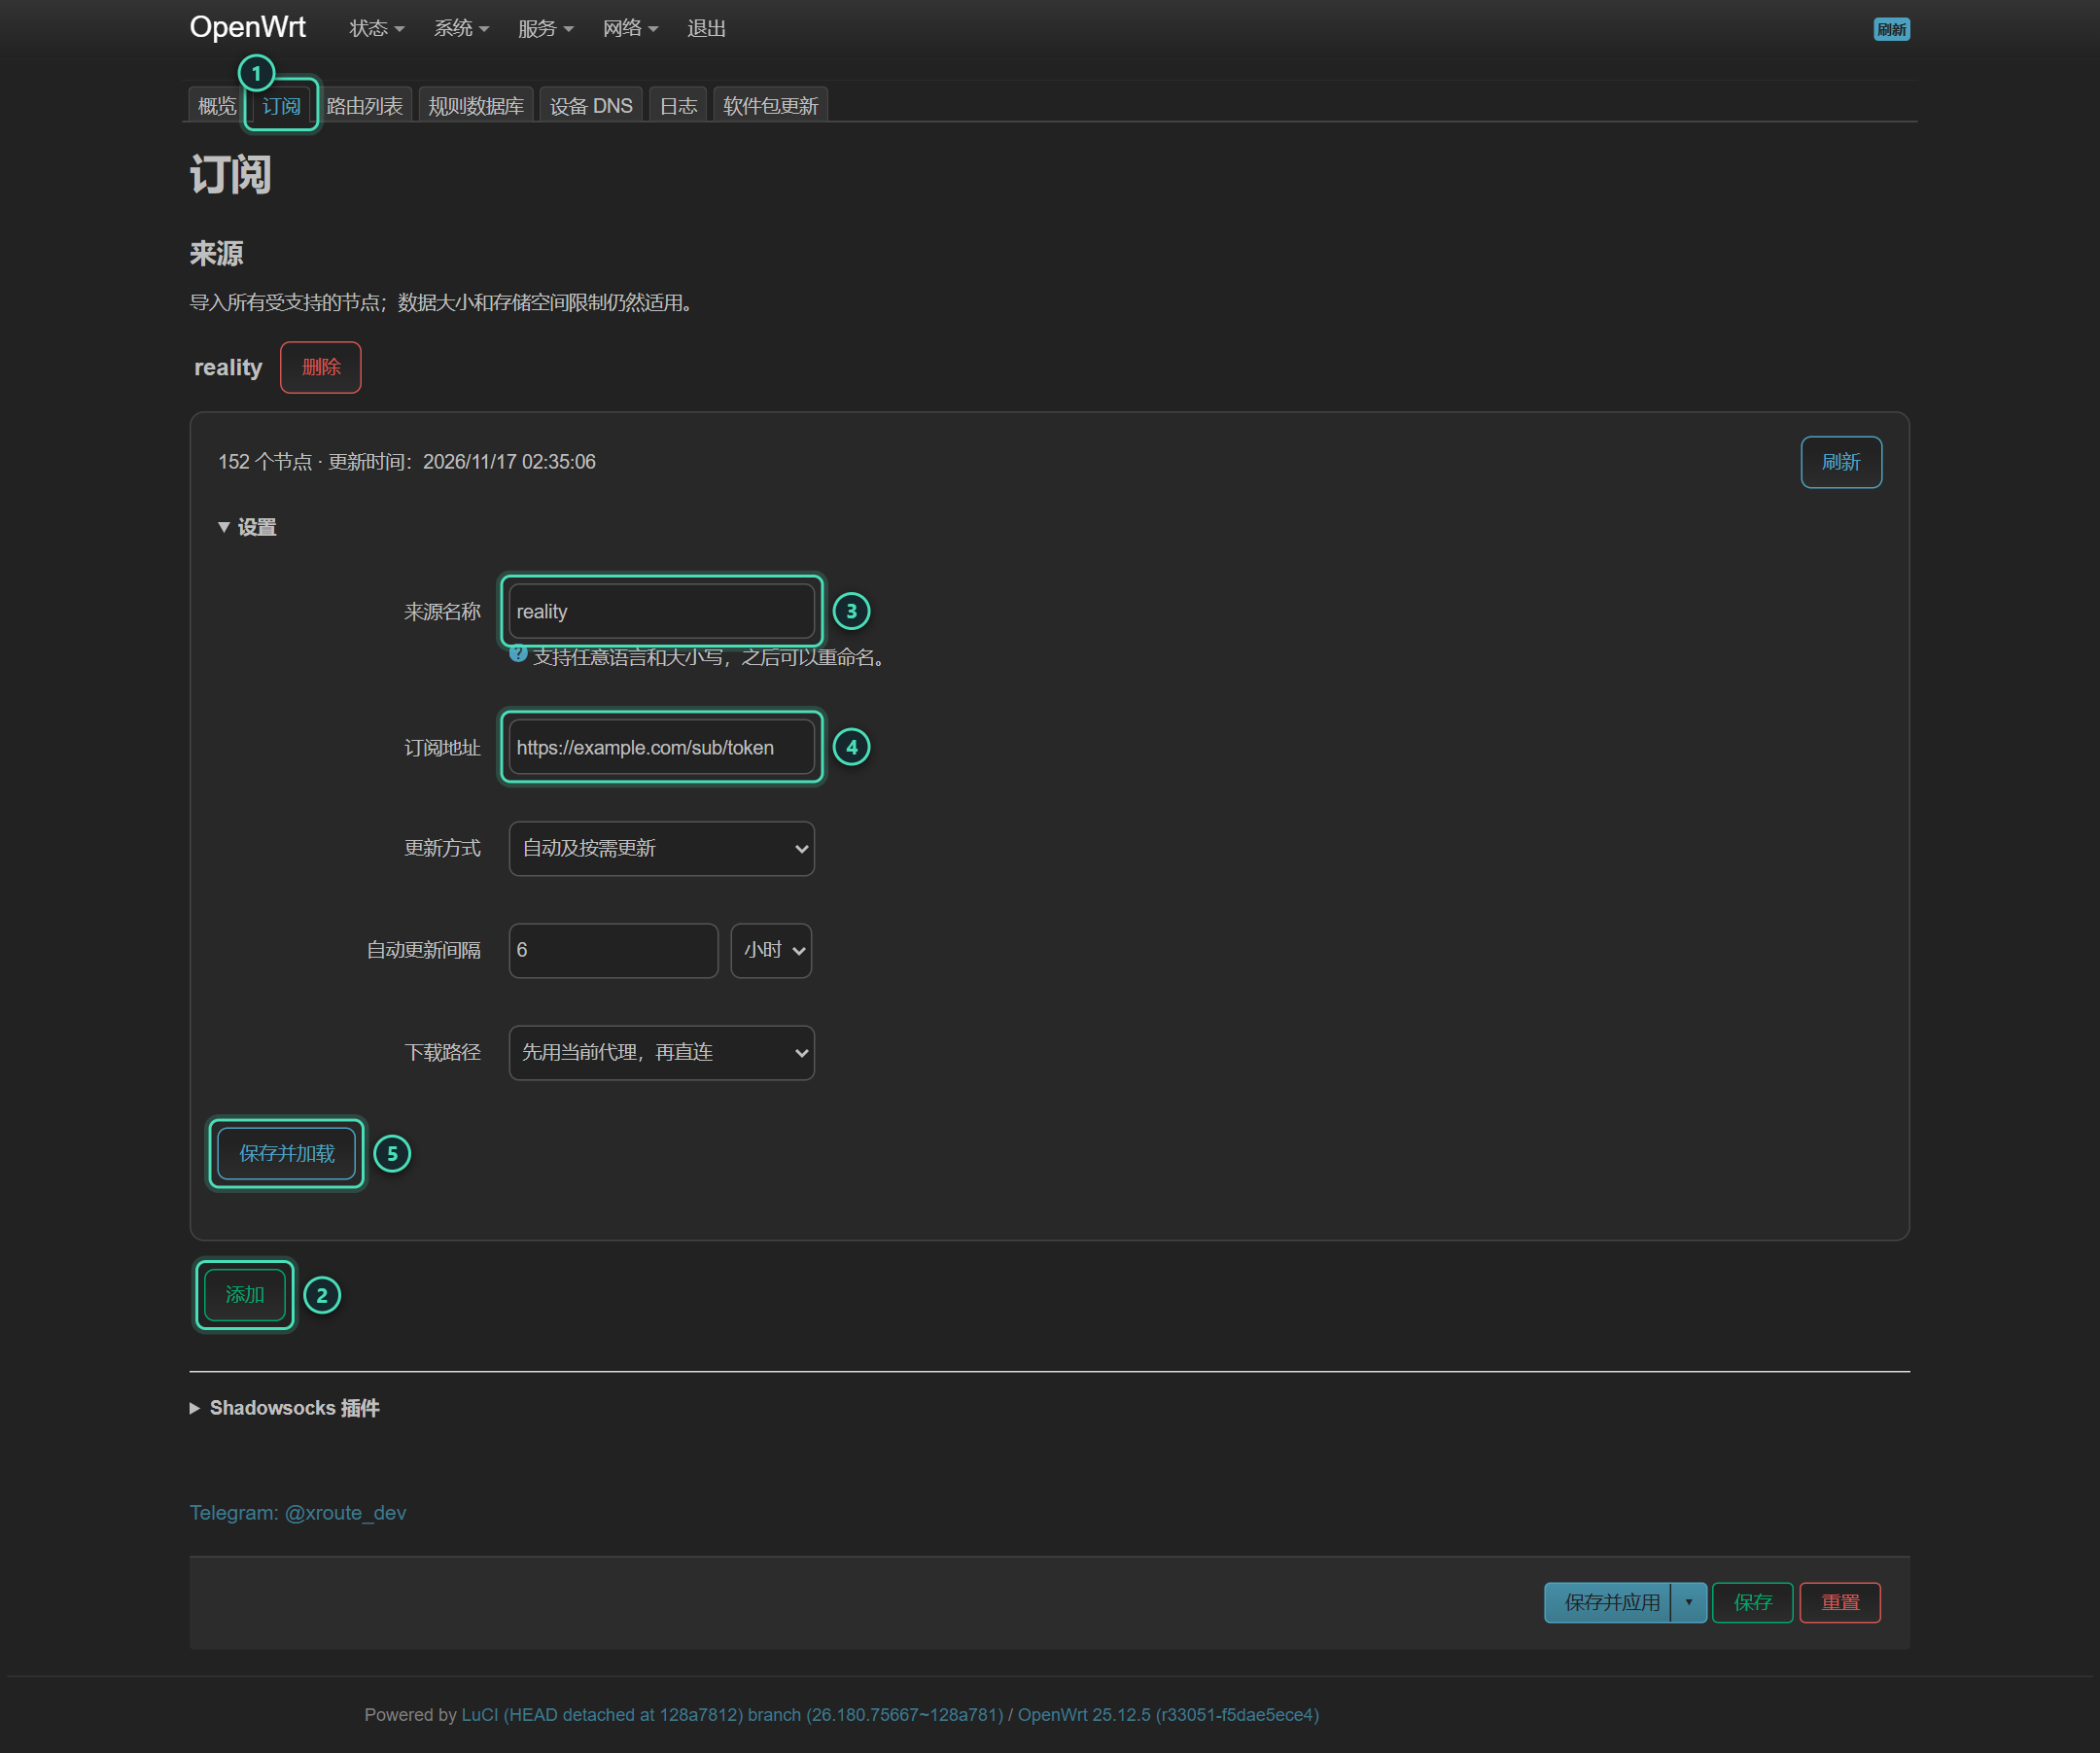 OpenWrt 状态 系统 服务 网络 退出 刷新
1
概览 订阅 路由列表 规则数据库 设备 DNS 日志 软件包更新
订阅
来源
导入所有受支持的节点；数据大小和存储空间限制仍然适用。
reality 删除
152 个节点 · 更新时间：2026/11/17 02:35:06 刷新
▼ 设置
来源名称 reality 3
? 支持任意语言和大小写，之后可以重命名。
订阅地址 https://example.com/sub/token 4
更新方式 自动及按需更新
自动更新间隔 6 小时
下载路径 先用当前代理，再直连
保存并加载 5
添加 2
► Shadowsocks 插件
Telegram: @xroute_dev
保存并应用 ▾ 保存 重置
Powered by LuCI (HEAD detached at 128a7812) branch (26.180.75667~128a781) / OpenWrt 25.12.5 (r33051-f5dae5ece4)